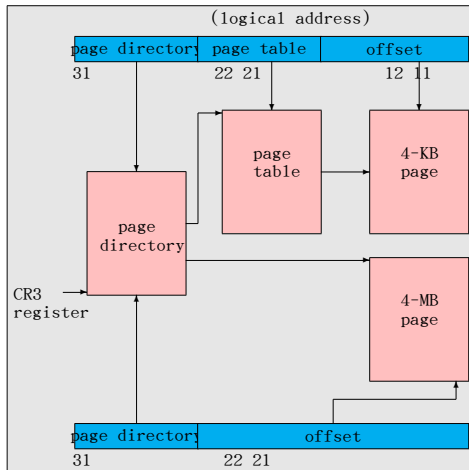 (logical address)
page directory page table offset
31 22 21 12 11
page table
4-KB page
page directory
CR3 register
4-MB page
page directory offset
31 22 21